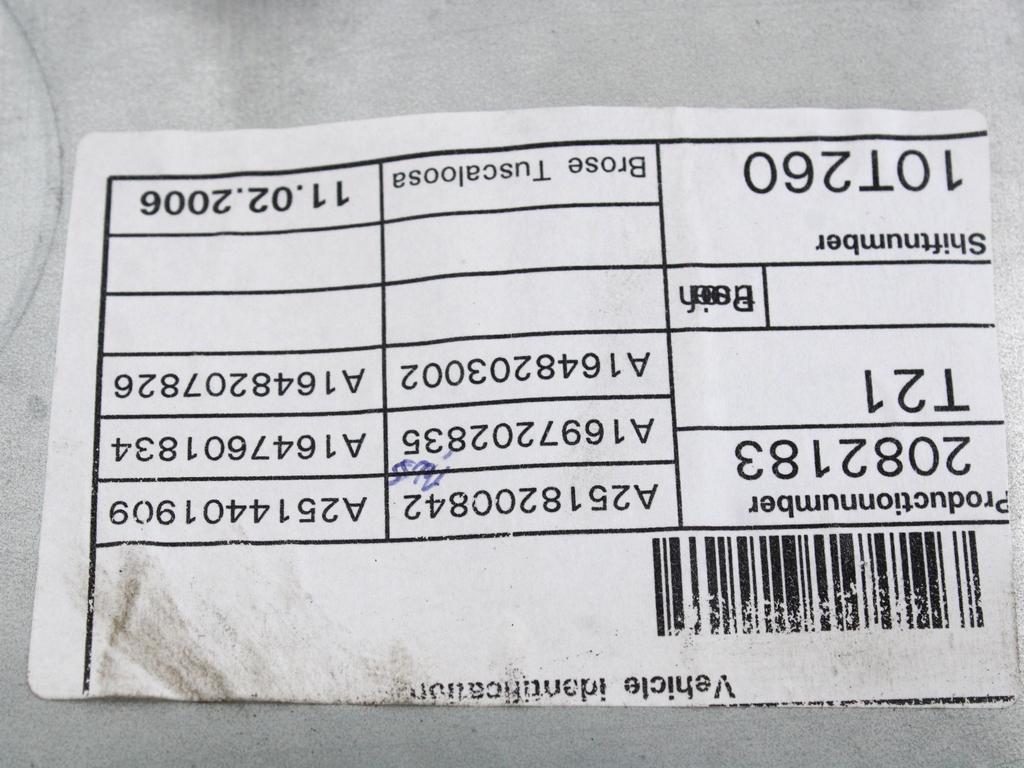 Vehicle identification
Productionnumber
2082183
T21
Shiftnumber
10T260
A2518200842 A2514401909
A1697202835 A1647601834
A1648203002 A1648207826
Brose Tuscaloosa 11.02.2006